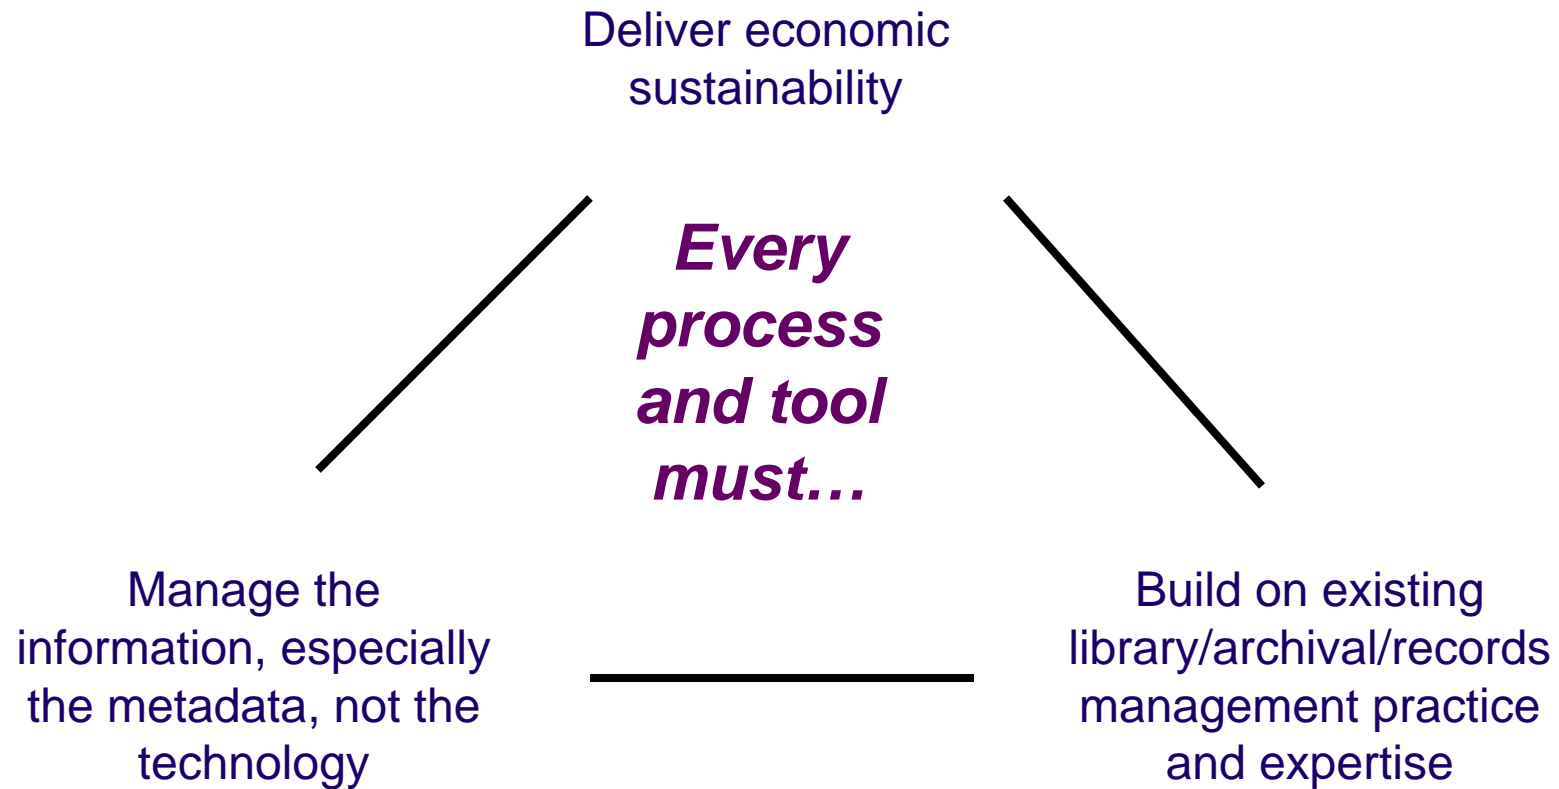 Deliver economic
sustainability
Every
process
and tool
must…
Manage the
information, especially
the metadata, not the
technology
Build on existing
library/archival/records
management practice
and expertise